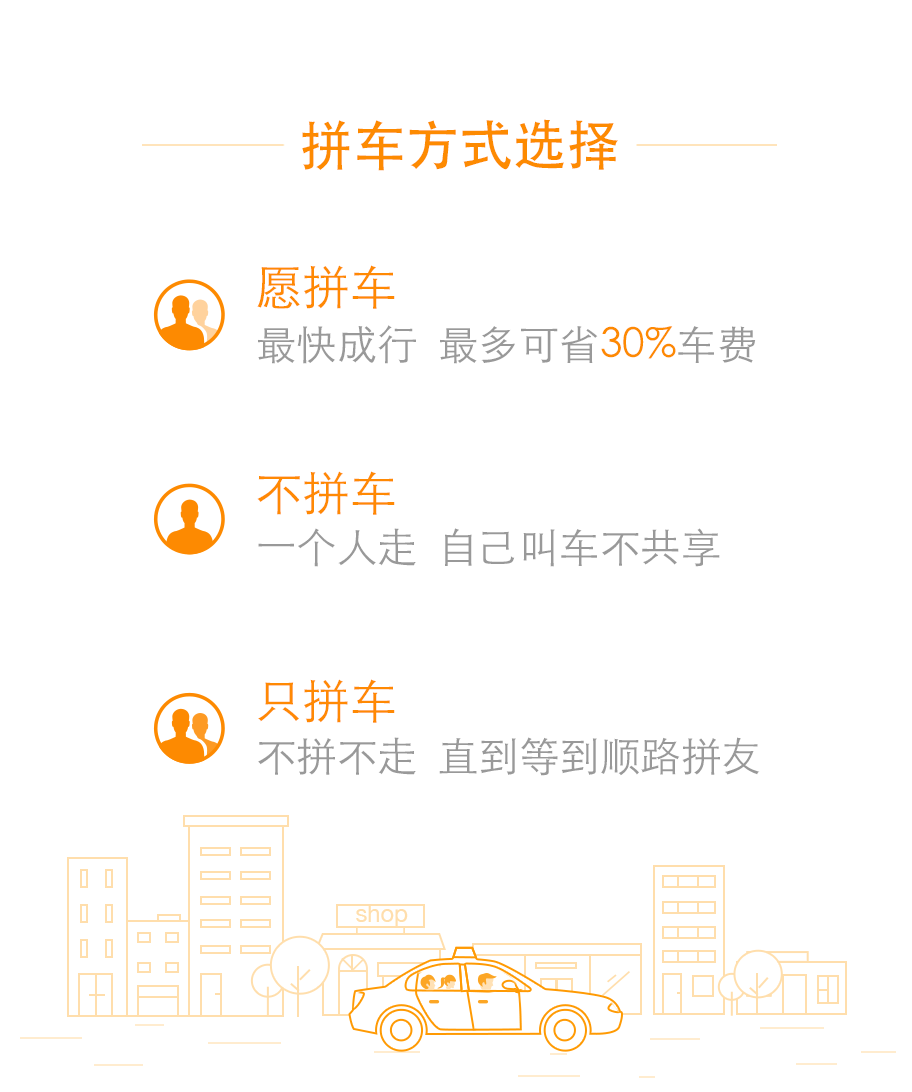 拼车方式选择
愿拼车
最快成行 最多可省30%车费
不拼车
一个人走 自己叫车不共享
只拼车
不拼不走 直到等到顺路拼友
shop